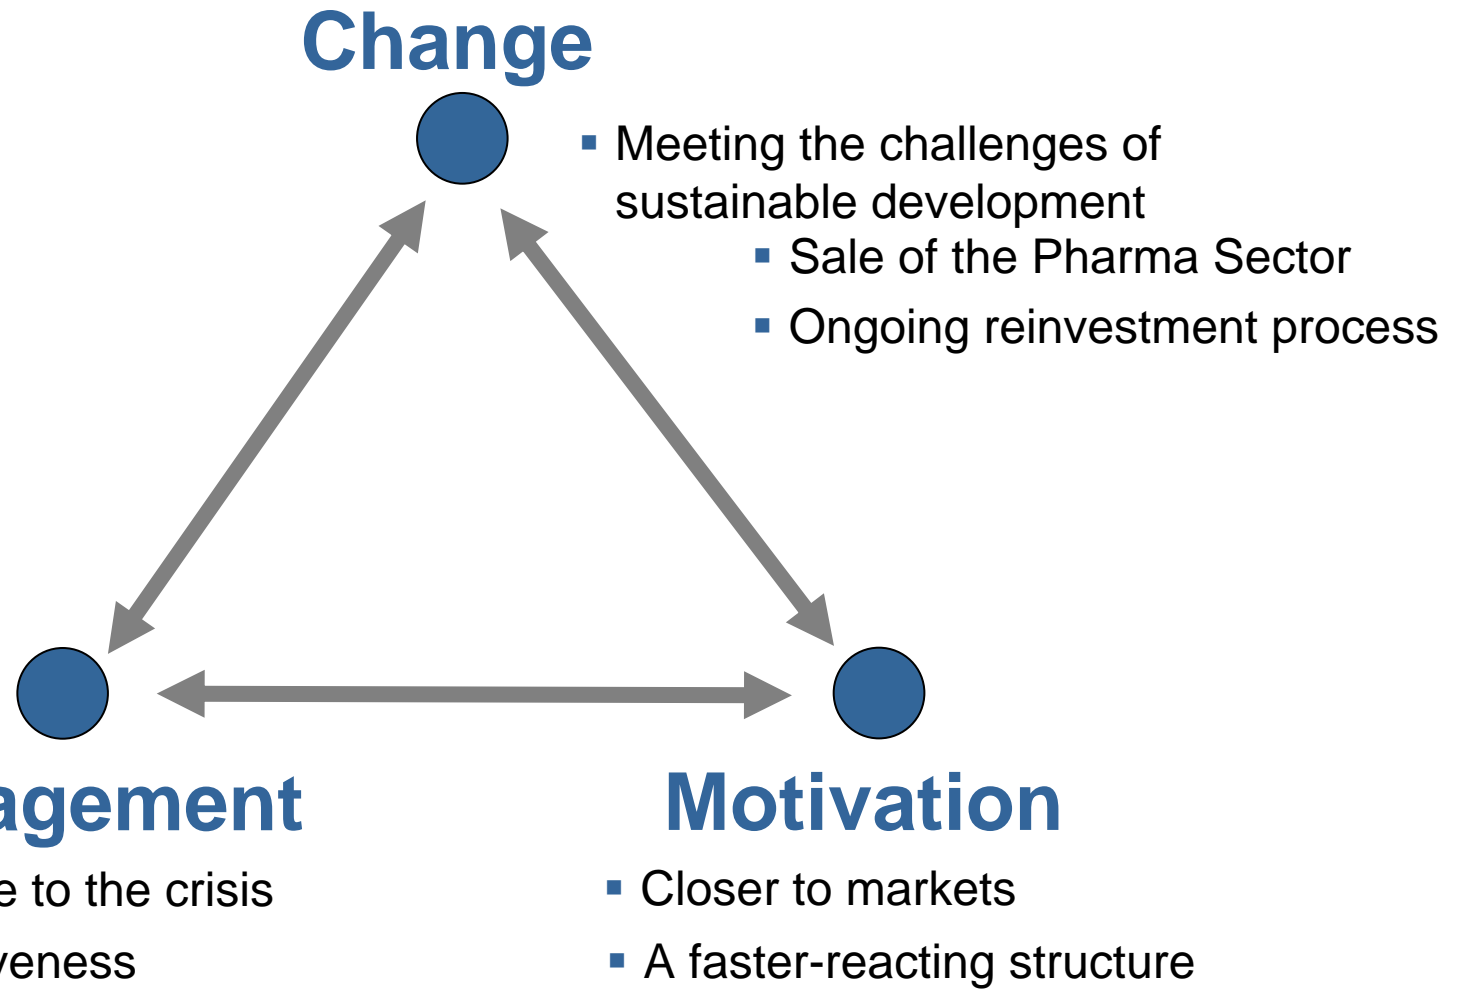 Change
Meeting the challenges of
sustainable development
Sale of the Pharma Sector
Ongoing reinvestment process
agement
Motivation
e to the crisis
Closer to markets
veness
A faster-reacting structure